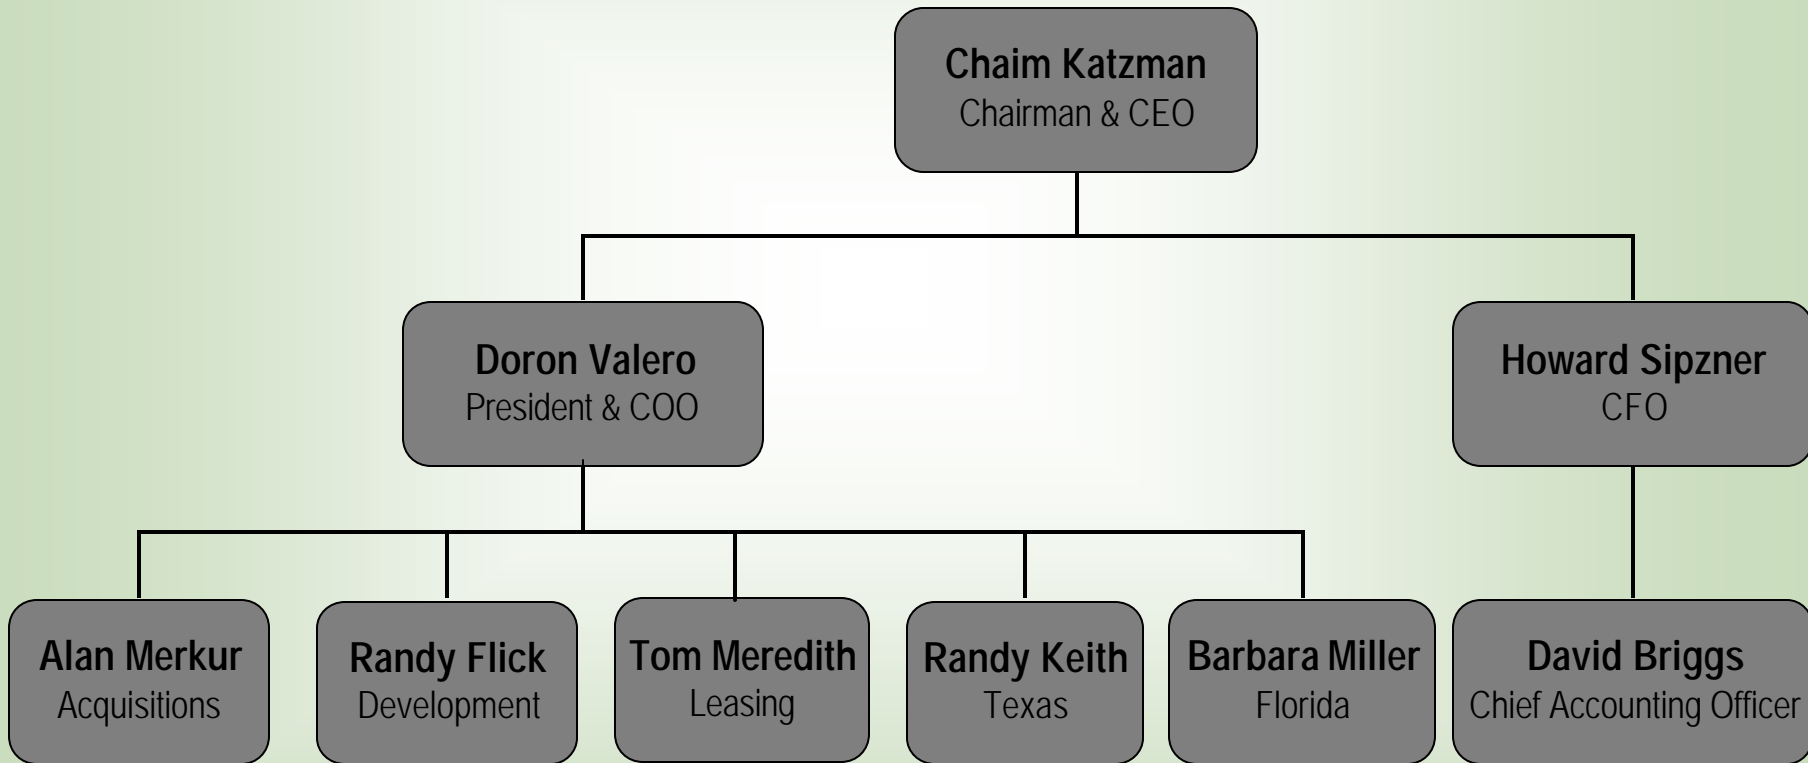 Chaim Katzman
Chairman & CEO
Doron Valero
President & COO
Howard Sipzner
CFO
Alan Merkur
Acquisitions
Randy Flick
Development
Tom Meredith
Leasing
Randy Keith
Texas
Barbara Miller
Florida
David Briggs
Chief Accounting Officer